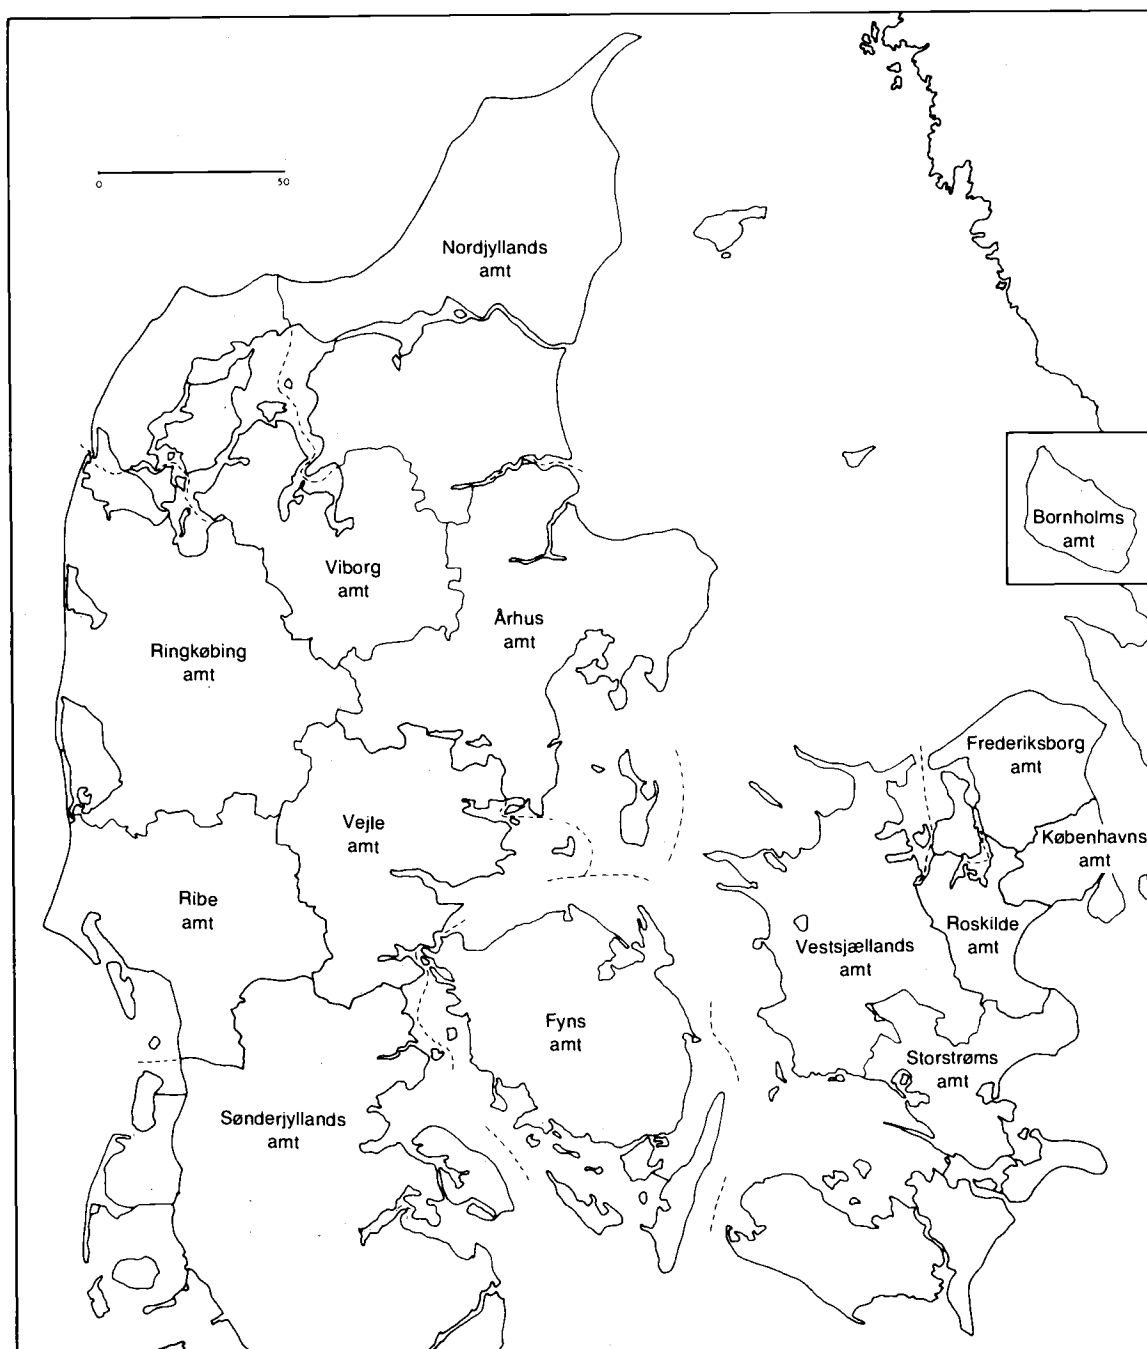 0 50
Nordjyllands
amt
Bornholms
amt
Viborg
amt
Århus
amt
Ringkøbing
amt
Frederiksborg
amt
Københavns
amt
Vejle
amt
Ribe
amt
Roskilde
amt
Vestsjællands
amt
Fyns
amt
Storstrøms
amt
Sønderjyllands
amt